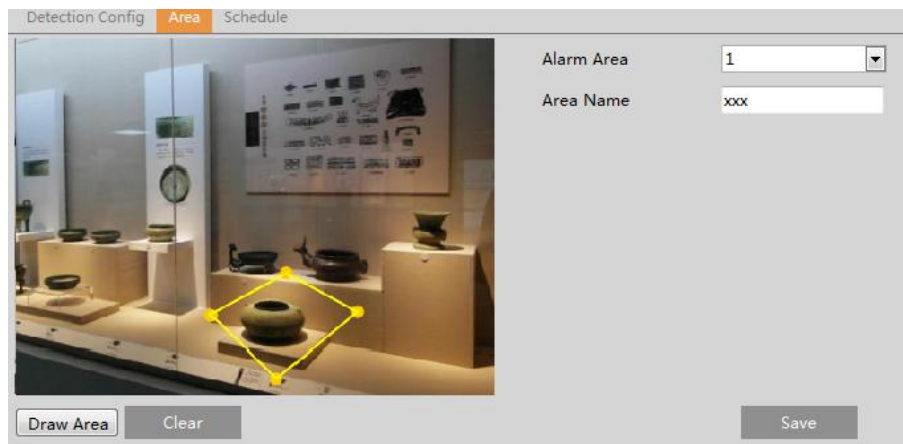 Detection Config Area Schedule
Alarm Area 1
Area Name xxx
Draw Area Clear Save